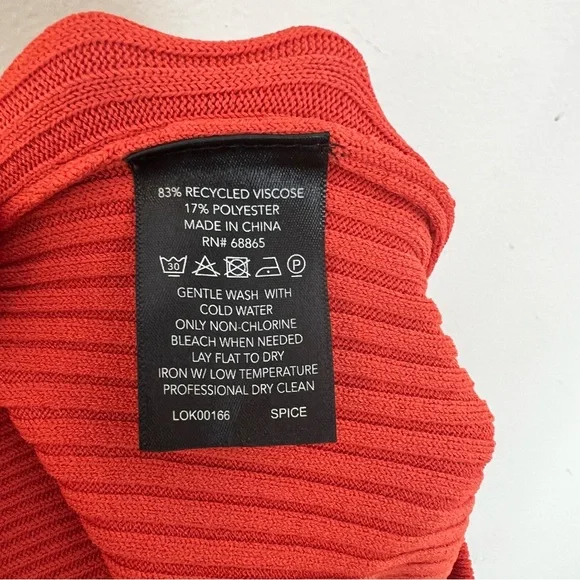 83% RECYCLED VISCOSE
17% POLYESTER
MADE IN CHINA
RN# 68865
30 P
GENTLE WASH WITH
COLD WATER
ONLY NON-CHLORINE
BLEACH WHEN NEEDED
LAY FLAT TO DRY
IRON W/ LOW TEMPERATURE
PROFESSIONAL DRY CLEAN
LOK00166 SPICE